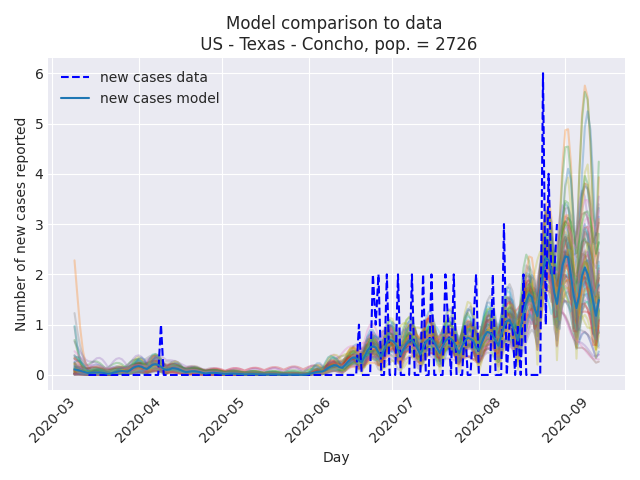 Model comparison to data
US - Texas - Concho, pop. = 2726
new cases data
new cases model
Number of new cases reported
6
5
4
3
2
1
0
2020-03
2020-04
2020-05
2020-06
2020-07
2020-08
2020-09
Day